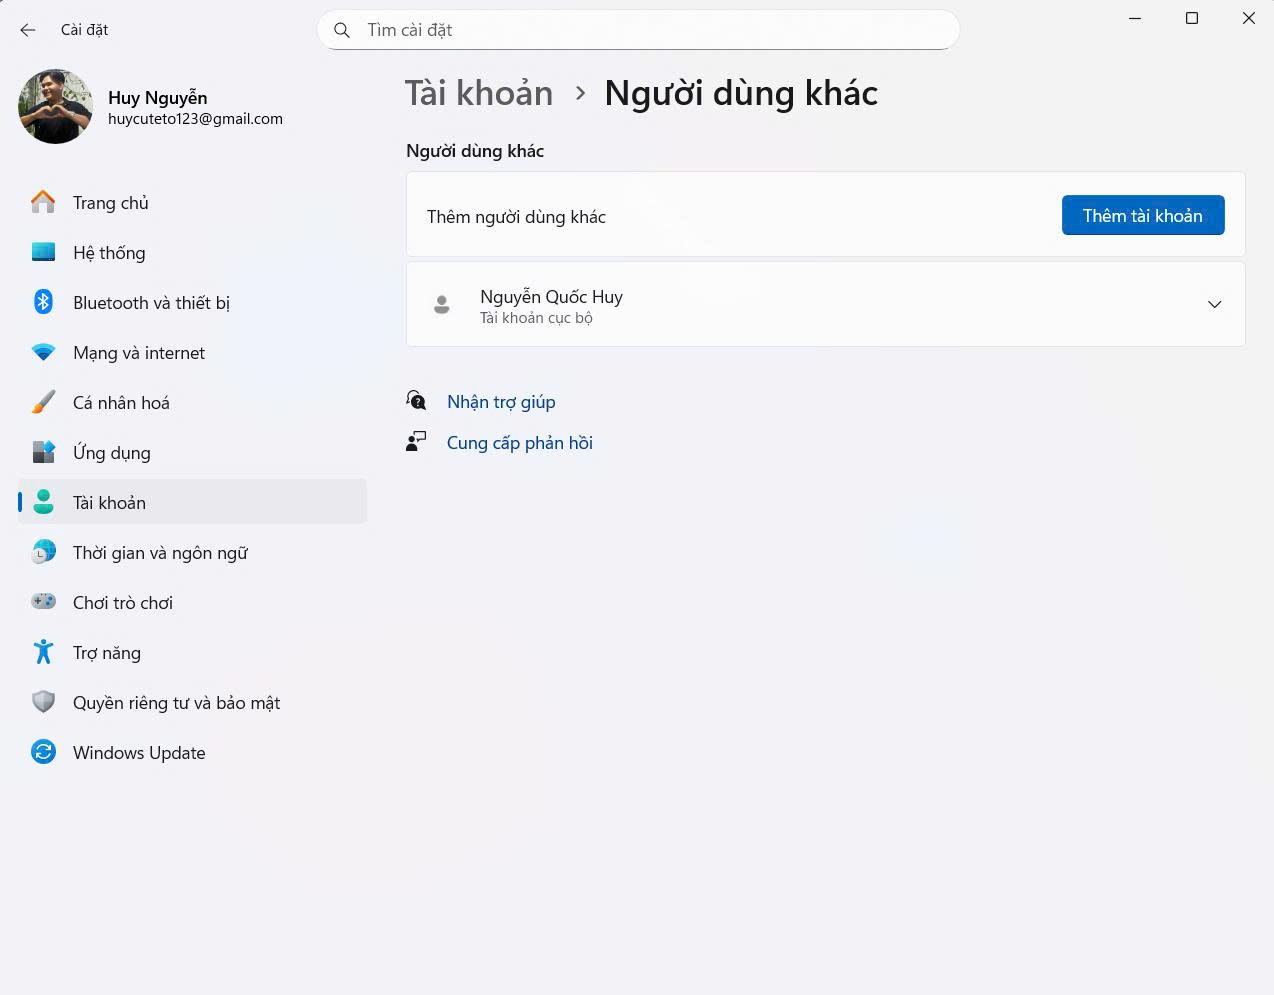 Cài đặt
Tìm cài đặt
Huy Nguyễn
huycuteto123@gmail.com
Trang chủ
Hệ thống
Bluetooth và thiết bị
Mạng và internet
Cá nhân hoá
Ứng dụng
Tài khoản
Thời gian và ngôn ngữ
Chơi trò chơi
Trợ năng
Quyền riêng tư và bảo mật
Windows Update
Tài khoản > Người dùng khác
Người dùng khác
Thêm người dùng khác
Thêm tài khoản
Nguyễn Quốc Huy
Tài khoản cục bộ
Nhận trợ giúp
Cung cấp phản hồi